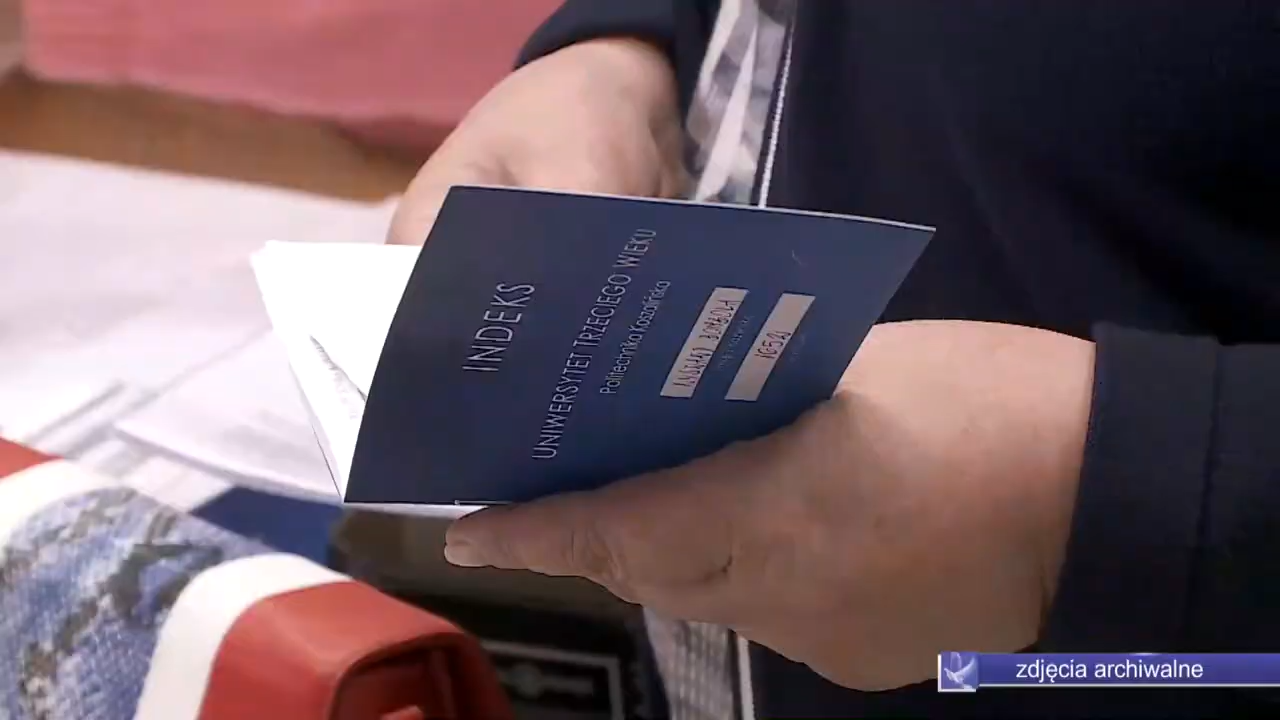 INDEKS
UNIWERSYTET TRZECIEGO WIEKU
Politechnika Koszalińska
zdjęcia archiwalne